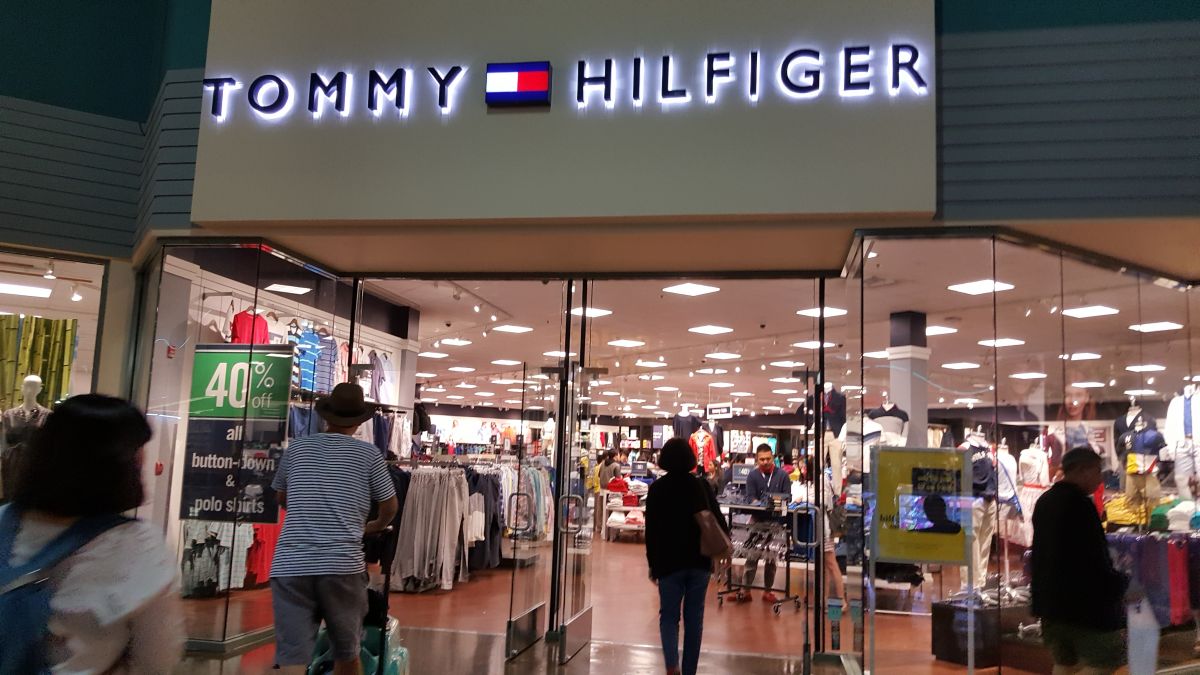 TOMMY HILFIGER
40%
off
all
button-down
&
polo shirts